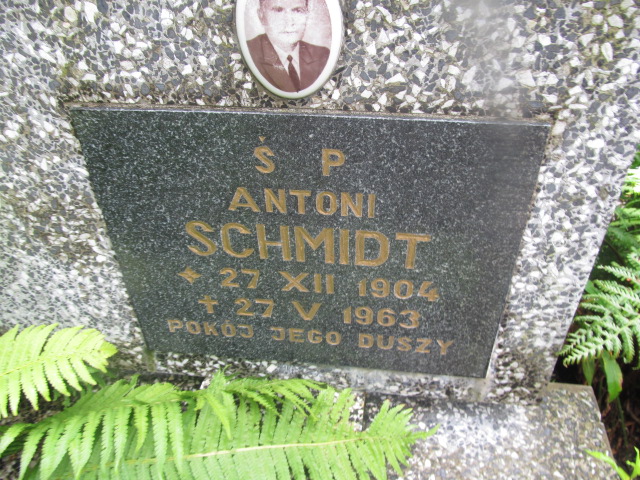 Ś P
ANTONI
SCHMIDT
* 27 XII 1904
† 27 V 1963
POKÓJ JEGO DUSZY